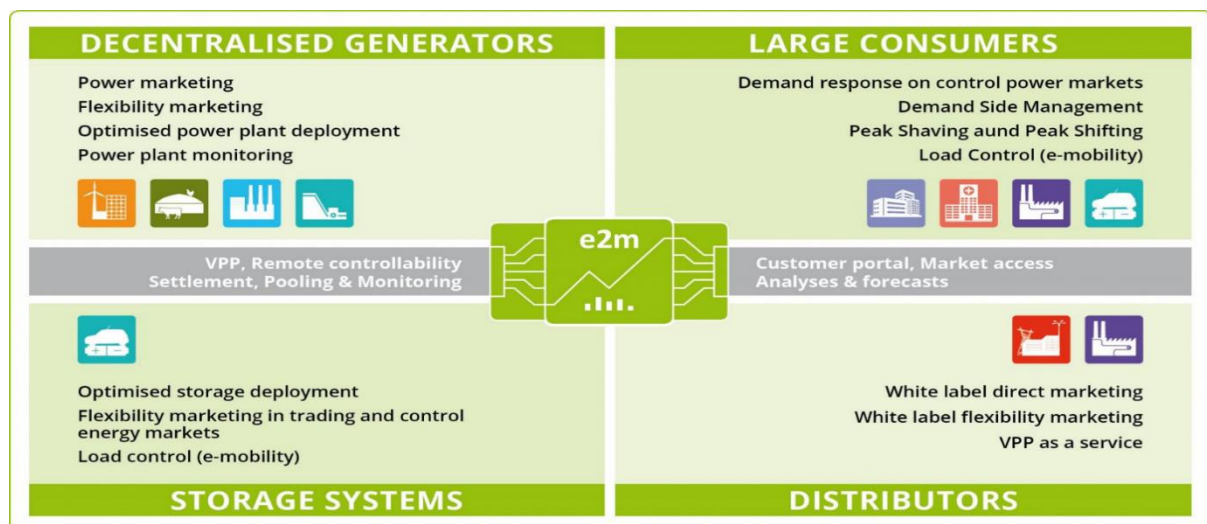 DECENTRALISED GENERATORS
Power marketing
Flexibility marketing
Optimised power plant deployment
Power plant monitoring
LARGE CONSUMERS
Demand response on control power markets
Demand Side Management
Peak Shaving aund Peak Shifting
Load Control (e-mobility)
VPP, Remote controllability
Settlement, Pooling & Monitoring
e2m
Customer portal, Market access
Analyses & forecasts
Optimised storage deployment
Flexibility marketing in trading and control
energy markets
Load control (e-mobility)
STORAGE SYSTEMS
White label direct marketing
White label flexibility marketing
VPP as a service
DISTRIBUTORS